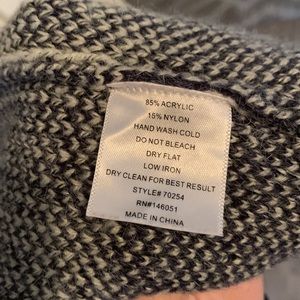 85% ACRYLIC
15% NYLON
HAND WASH COLD
DO NOT BLEACH
DRY FLAT
LOW IRON
DRY CLEAN FOR BEST RESULT
STYLE# 70254
RN#146051
MADE IN CHINA